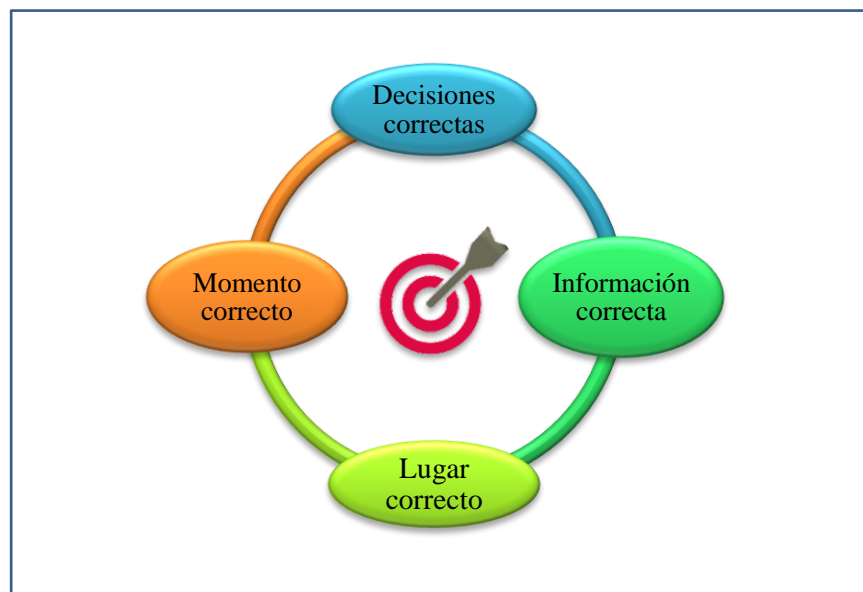 Decisiones
correctas
Momento
correcto
Información
correcta
Lugar
correcto